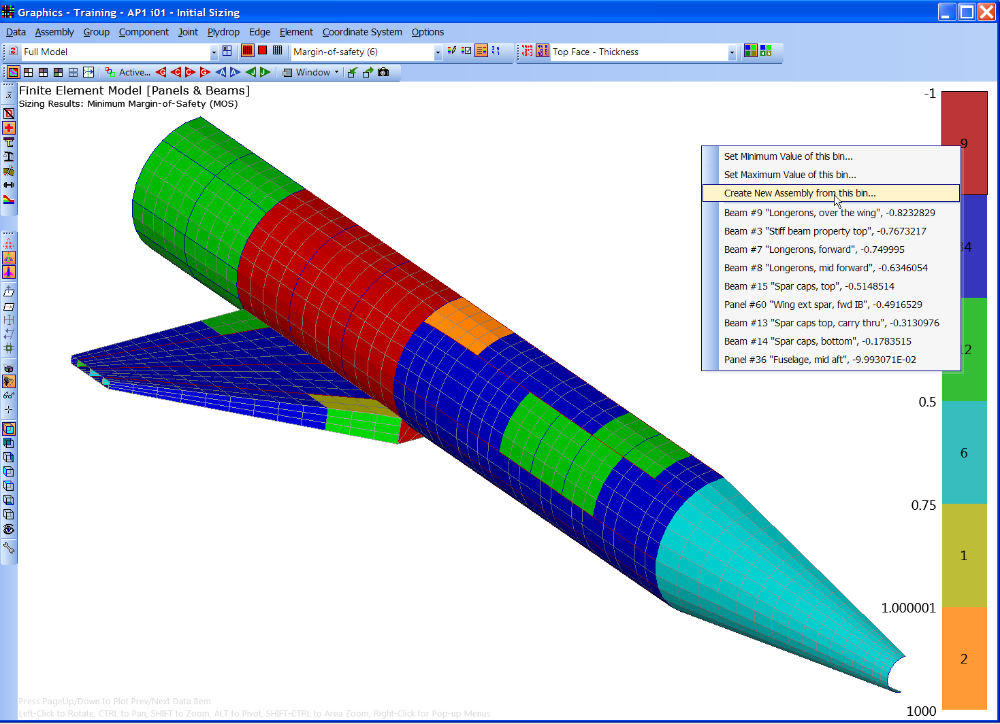 Graphics - Training - AP1 i01 - Initial Sizing
Data Assembly Group Component Joint Plydrop Edge Element Coordinate System Options
Full Model Margin-of-safety (6) Top Face - Thickness
Active... G C C G A A J J Window
Finite Element Model [Panels & Beams]
Sizing Results: Minimum Margin-of-Safety (MOS)
-1
9
Set Minimum Value of this bin...
Set Maximum Value of this bin...
Create New Assembly from this bin...
Beam #9 "Longerons, over the wing", -0.8232829
Beam #3 "Stiff beam property top", -0.7673217
Beam #7 "Longerons, forward", -0.749995
Beam #8 "Longerons, mid forward", -0.6346054
Beam #15 "Spar caps, top", -0.5148514
Panel #60 "Wing ext spar, fwd IB", -0.4916529
Beam #13 "Spar caps top, carry thru", -0.3130976
Beam #14 "Spar caps, bottom", -0.1783515
Panel #36 "Fuselage, mid aft", -9.993071E-02
0.5
6
0.75
1
1.000001
2
1000
Press PageUp/Down to Plot Prev/Next Data Item
Left-Click to Rotate, CTRL to Pan, SHIFT to Zoom, ALT to Pivot, SHIFT-CTRL to Area Zoom, Right-Click for Pop-up Menus